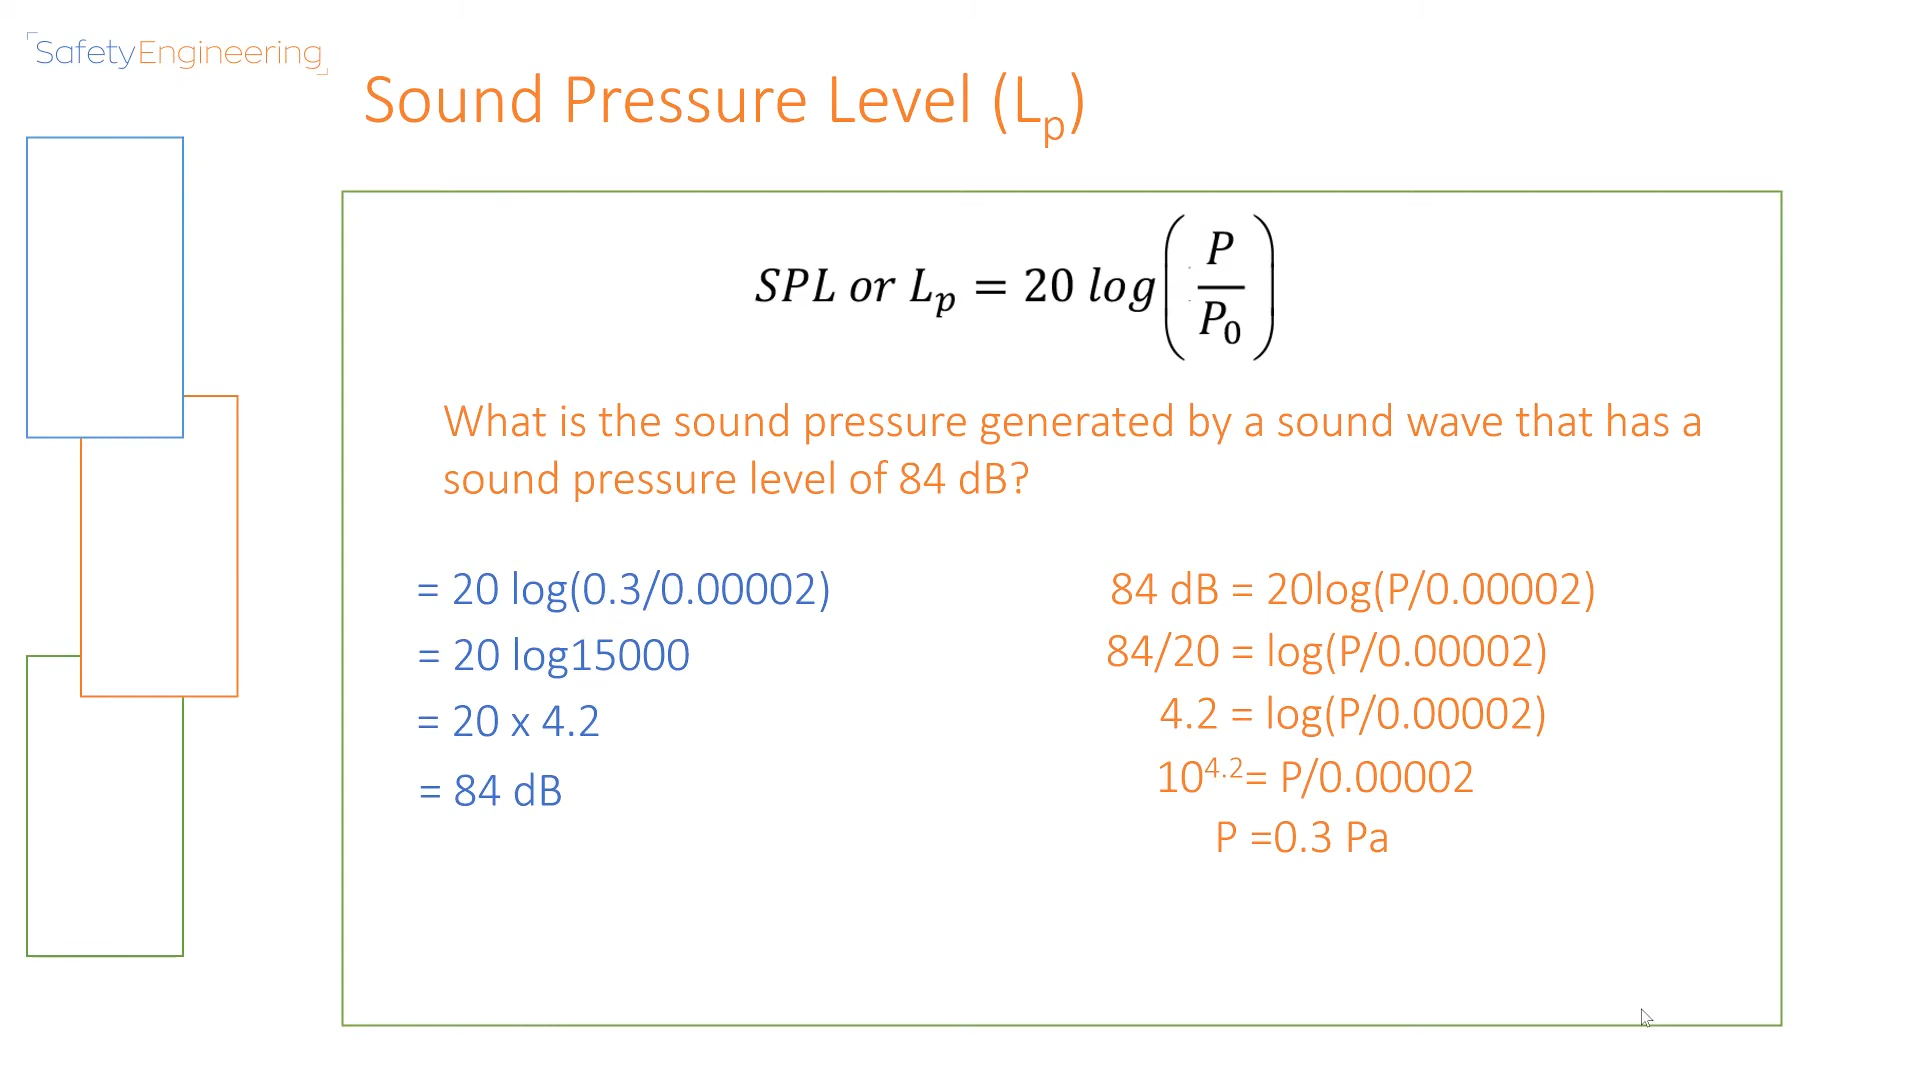 SafetyEngineering
Sound Pressure Level (Lₚ)
SPL or Lₚ = 20 log(P/P₀)
What is the sound pressure generated by a sound wave that has a
sound pressure level of 84 dB?
= 20 log(0.3/0.00002)
= 20 log15000
= 20 x 4.2
= 84 dB
84 dB = 20log(P/0.00002)
84/20 = log(P/0.00002)
4.2 = log(P/0.00002)
10⁴·²= P/0.00002
P =0.3 Pa